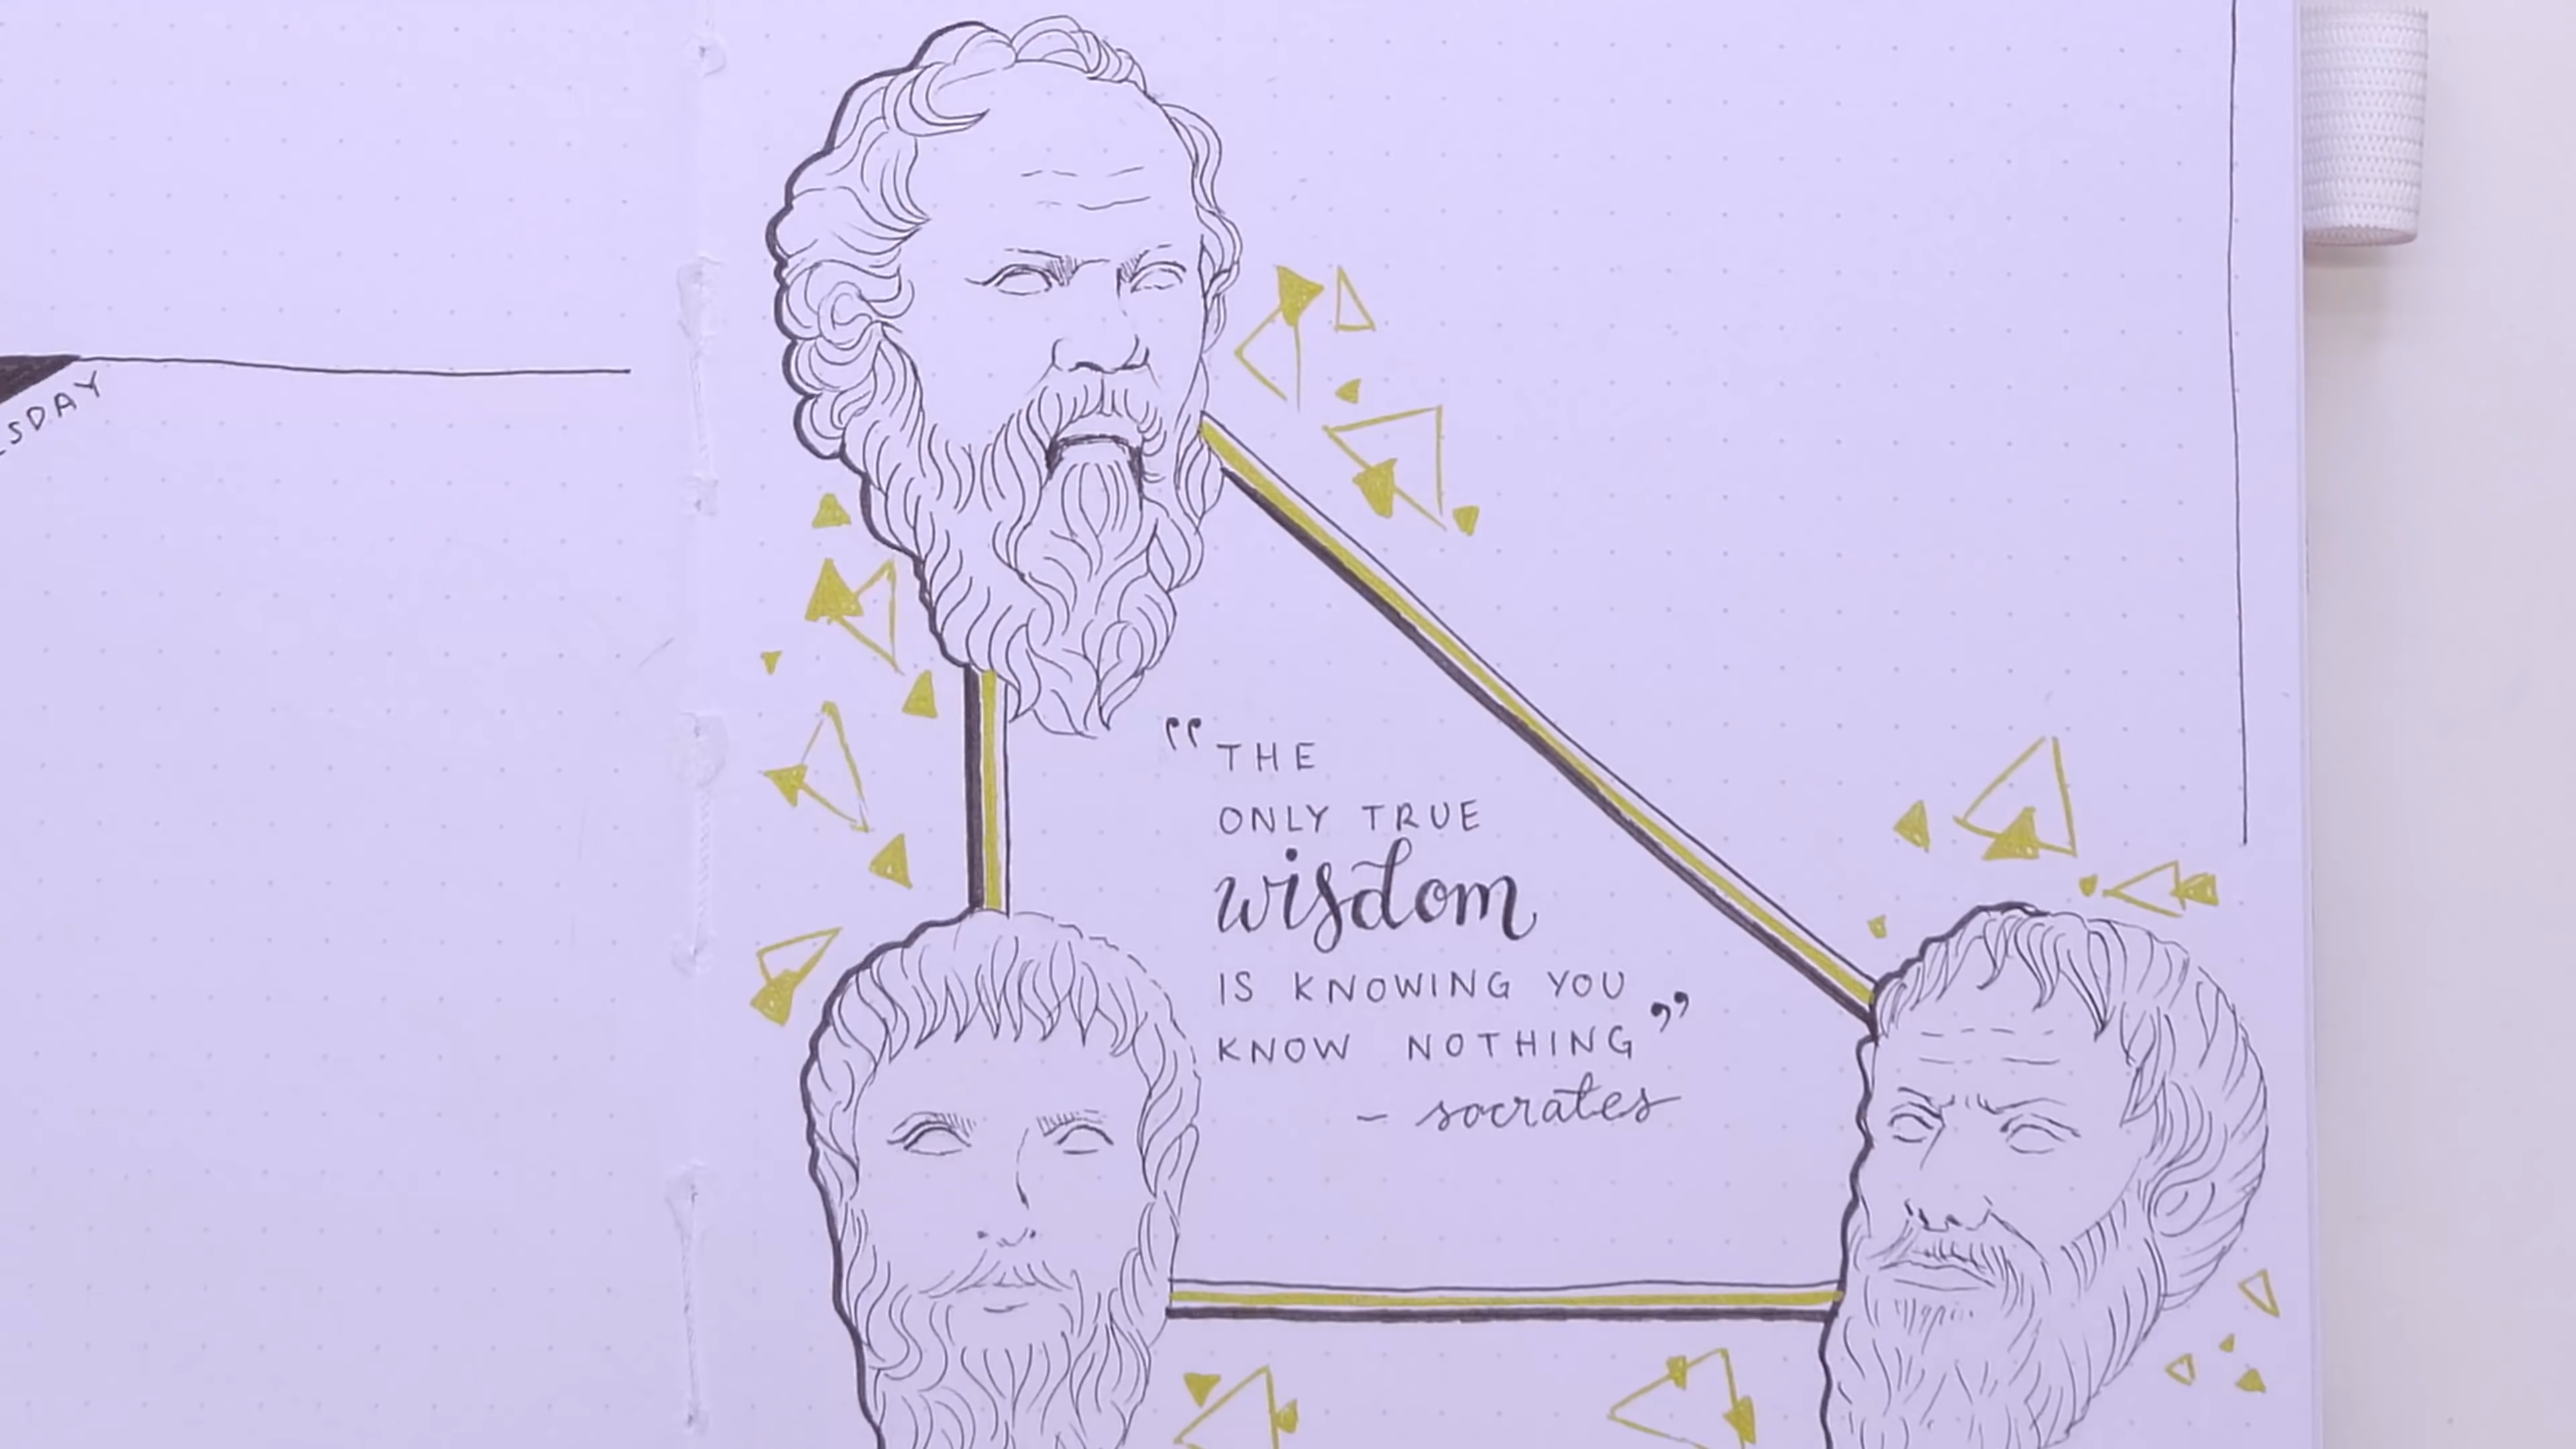 SDAY
“THE
ONLY TRUE
wisdom
IS KNOWING YOU
KNOW NOTHING”
- socrates